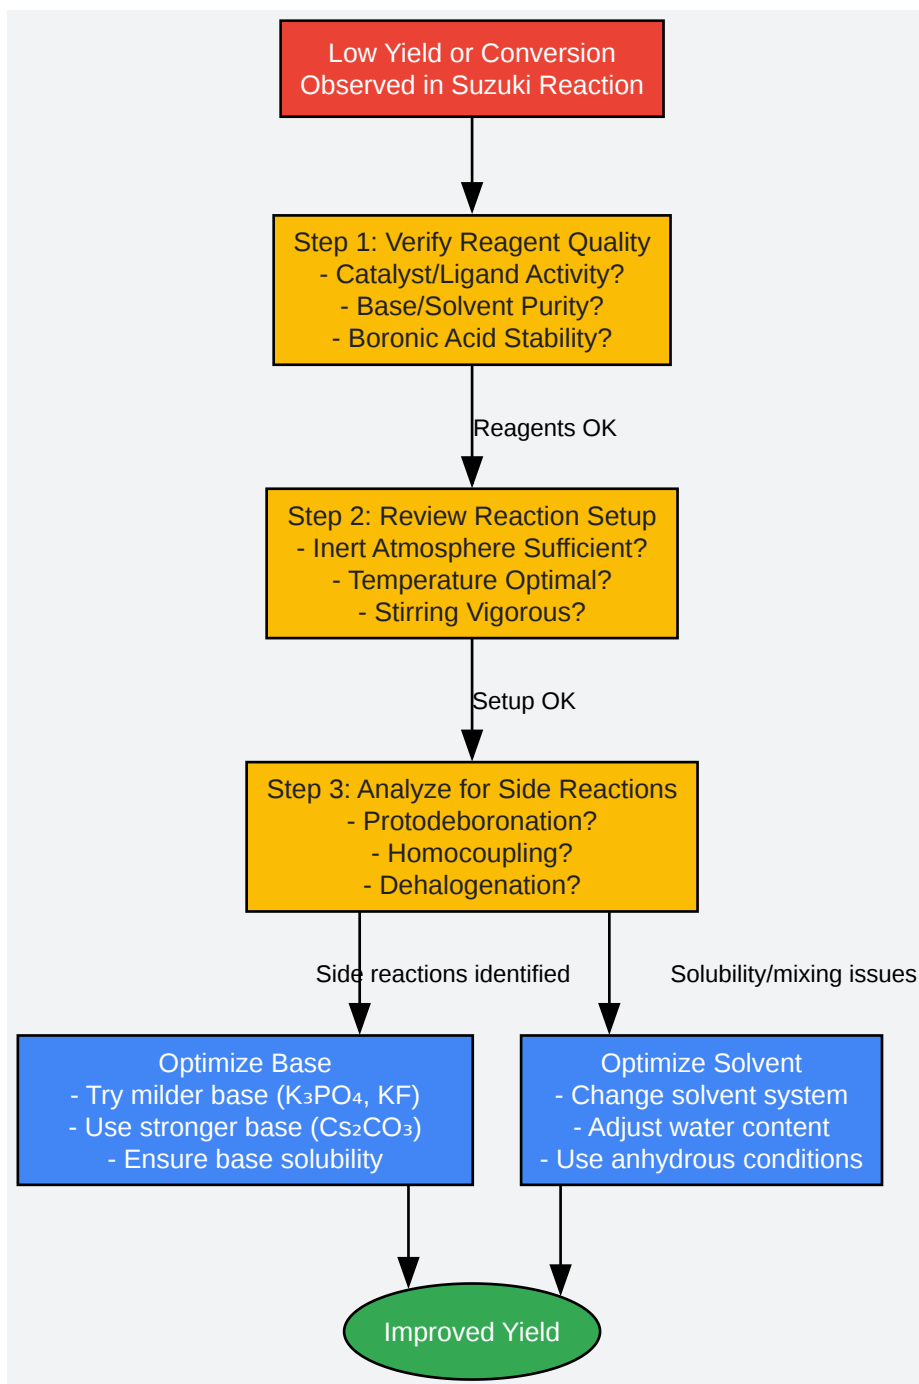 Low Yield or Conversion
Observed in Suzuki Reaction
Step 1: Verify Reagent Quality
- Catalyst/Ligand Activity?
- Base/Solvent Purity?
- Boronic Acid Stability?
Reagents OK
Step 2: Review Reaction Setup
- Inert Atmosphere Sufficient?
- Temperature Optimal?
- Stirring Vigorous?
Setup OK
Step 3: Analyze for Side Reactions
- Protodeboronation?
- Homocoupling?
- Dehalogenation?
Side reactions identified
Solubility/mixing issues
Optimize Base
- Try milder base (K₃PO₄, KF)
- Use stronger base (Cs₂CO₃)
- Ensure base solubility
Optimize Solvent
- Change solvent system
- Adjust water content
- Use anhydrous conditions
Improved Yield